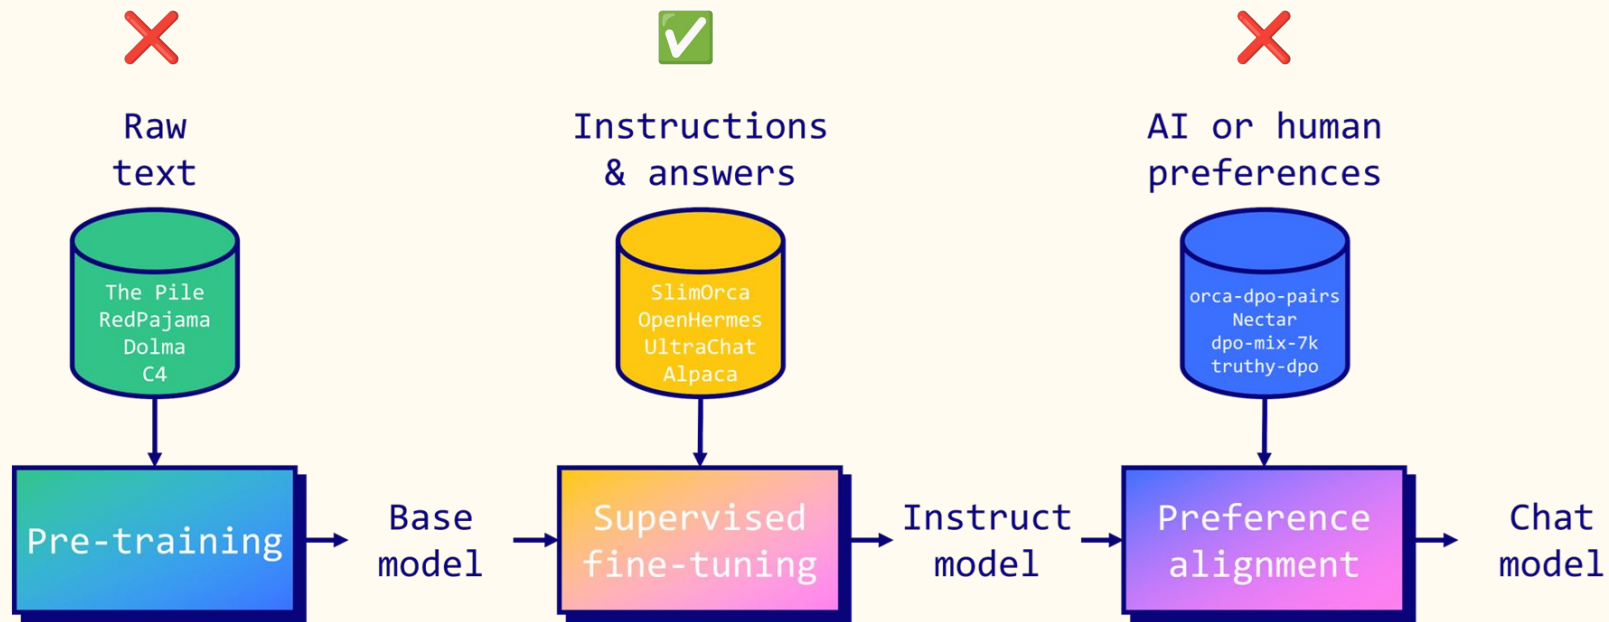 Raw
text
Instructions
& answers
AI or human
preferences
The Pile
RedPajama
Dolma
C4
SlimOrca
OpenHermes
UltraChat
Alpaca
orca-dpo-pairs
Nectar
dpo-mix-7k
truthy-dpo
Pre-training
Base
model
Supervised
fine-tuning
Instruct
model
Preference
alignment
Chat
model